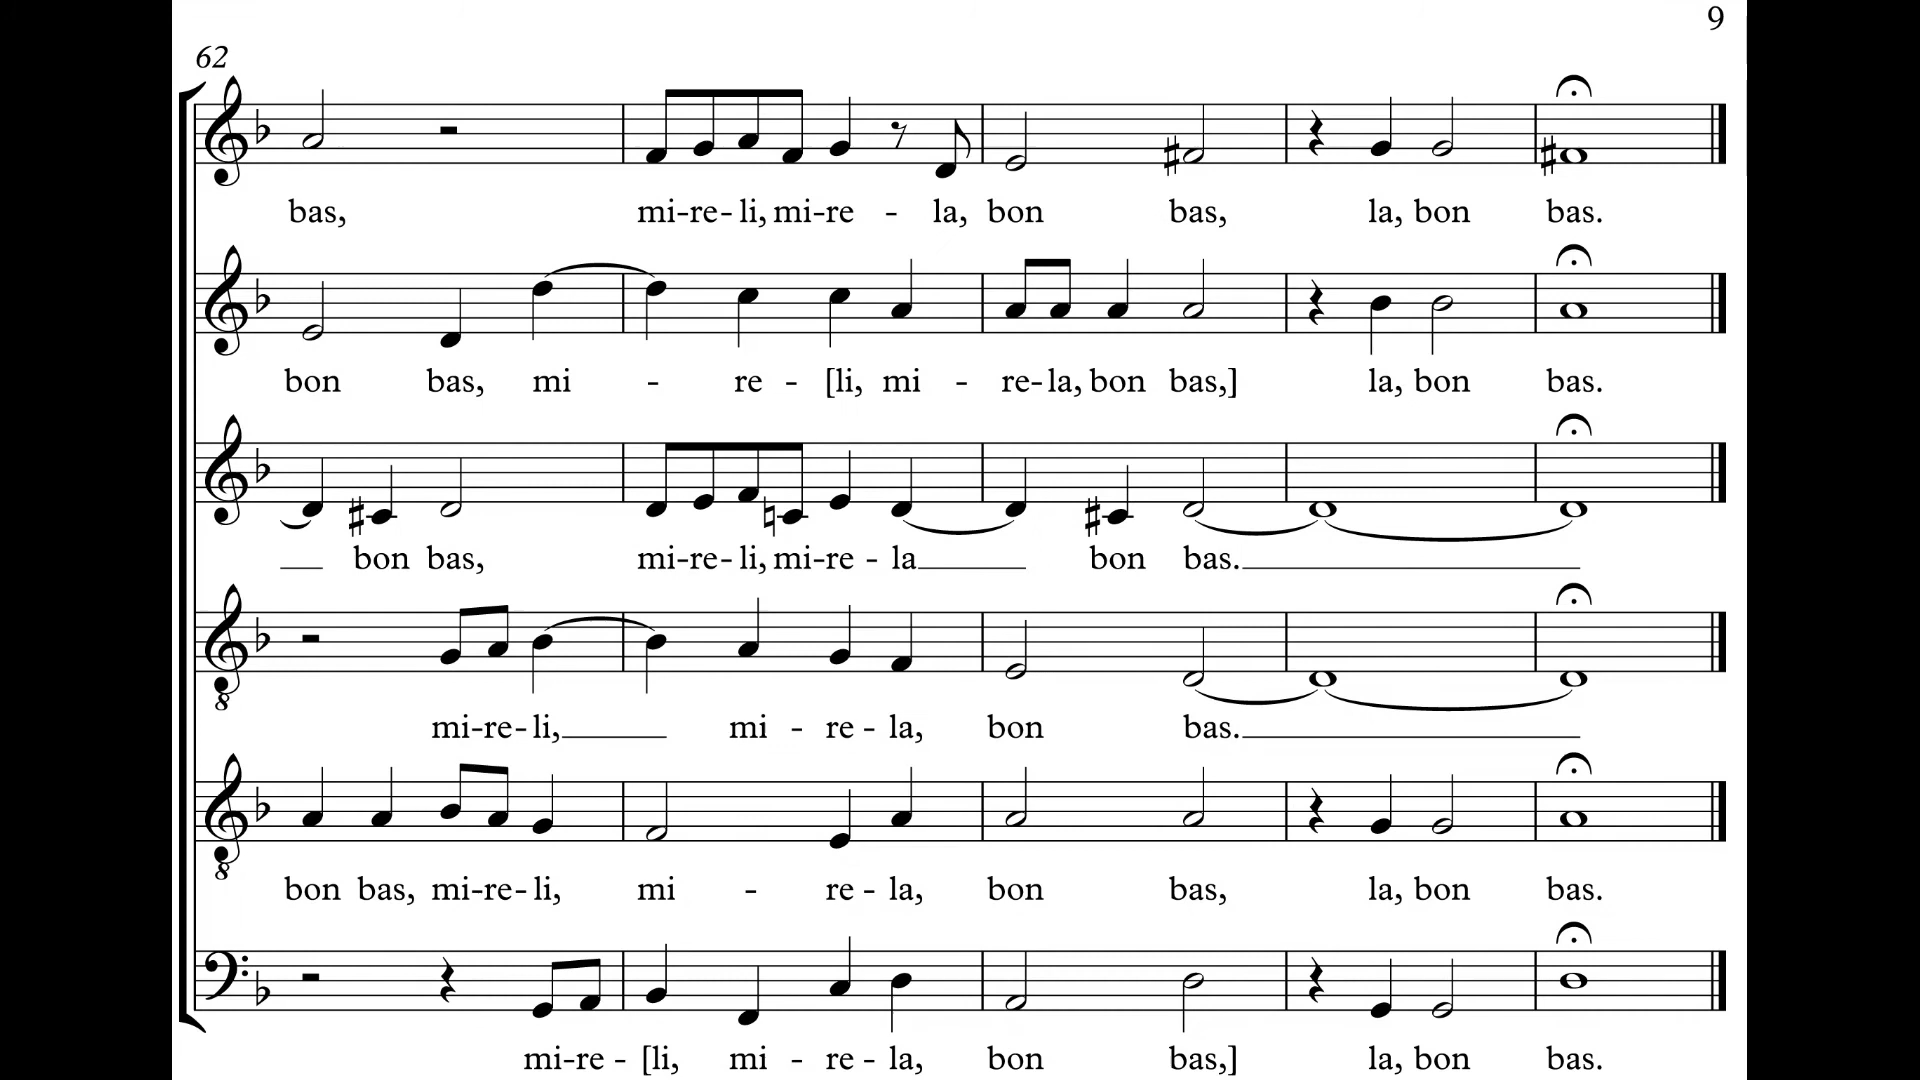 9
62
bas, mi-re-li, mi-re - la, bon bas, la, bon bas.
bon bas, mi - re - [li, mi - re-la, bon bas,] la, bon bas.
bon bas, mi-re-li, mi-re - la bon bas.
8
mi-re-li, mi - re - la, bon bas.
8
bon bas, mi-re-li, mi - re - la, bon bas, la, bon bas.
mi-re - [li, mi - re - la, bon bas,] la, bon bas.